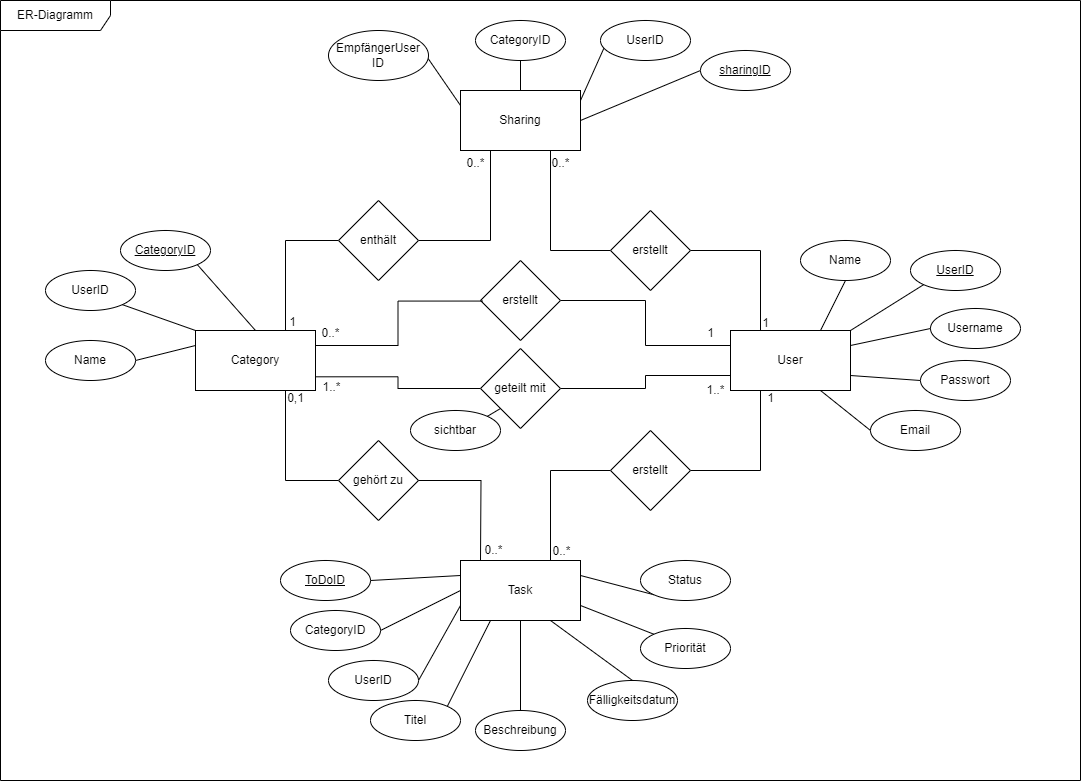 ER-Diagramm
EmpfängerUser
ID
CategoryID
UserID
sharingID
Sharing
0..*
0..*
enthält
erstellt
CategoryID
UserID
Name
Category
1
0..*
1..*
0,1
erstellt
geteilt mit
sichtbar
1
1
1..*
1
User
Name
UserID
Username
Passwort
Email
gehört zu
erstellt
0..*
0..*
Task
ToDoID
CategoryID
UserID
Titel
Beschreibung
Fälligkeitsdatum
Priorität
Status